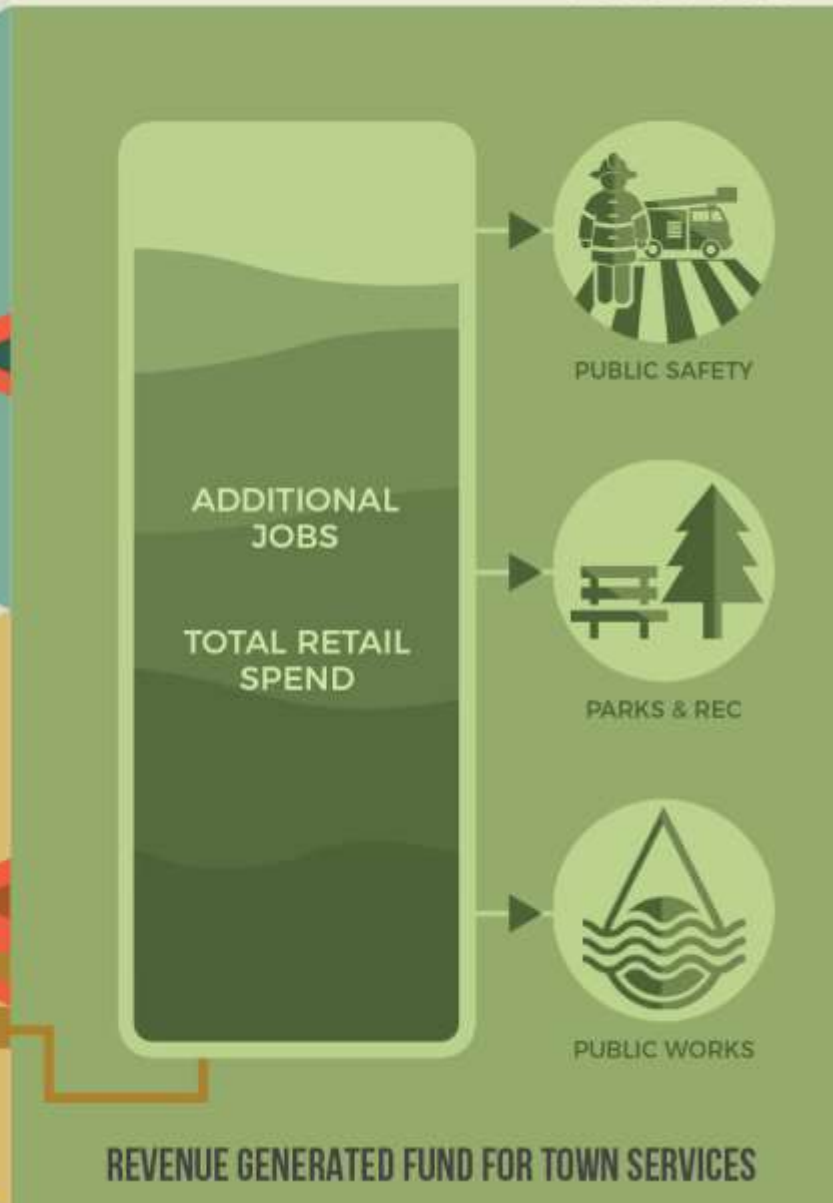 ADDITIONAL
JOBS
TOTAL RETAIL
SPEND
PUBLIC SAFETY
PARKS & REC
PUBLIC WORKS
REVENUE GENERATED FUND FOR TOWN SERVICES